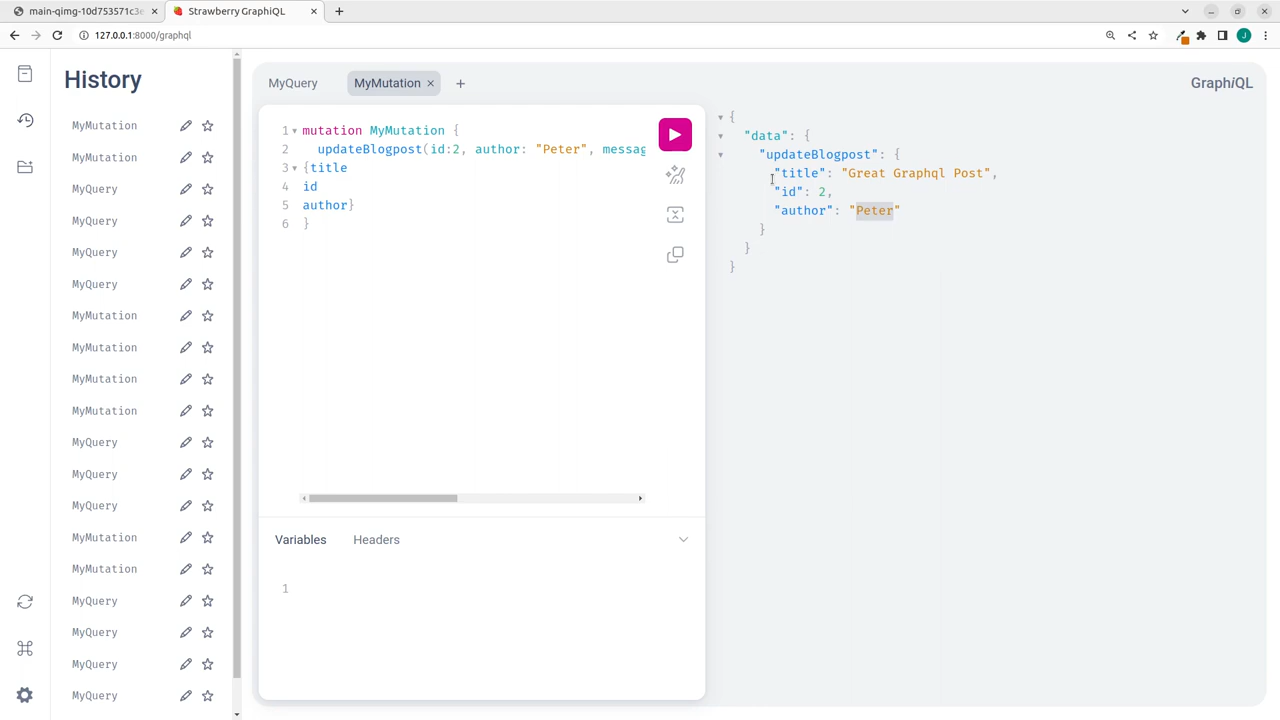 main-qimg-10d753571c3e
Strawberry GraphiQL
127.0.0.1:8000/graphql
J
History
MyMutation
MyMutation
MyQuery
MyQuery
MyQuery
MyQuery
MyMutation
MyMutation
MyMutation
MyMutation
MyQuery
MyQuery
MyQuery
MyMutation
MyMutation
MyQuery
MyQuery
MyQuery
MyQuery
MyQuery
MyMutation
GraphiQL
1 mutation MyMutation {
2 updateBlogpost(id:2, author: "Peter", messag
3 {title
4 id
5 author}
6 }
Variables
Headers
1
{
"data": {
"updateBlogpost": {
"title": "Great Graphql Post",
"id": 2,
"author": "Peter"
}
}
}